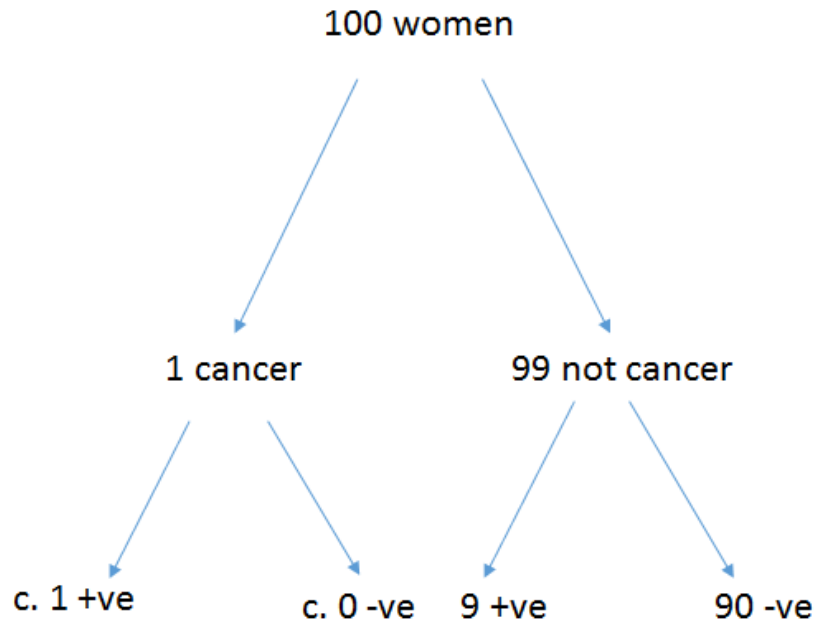 100 women
1 cancer
99 not cancer
c. 1 +ve
c. 0 -ve
9 +ve
90 -ve